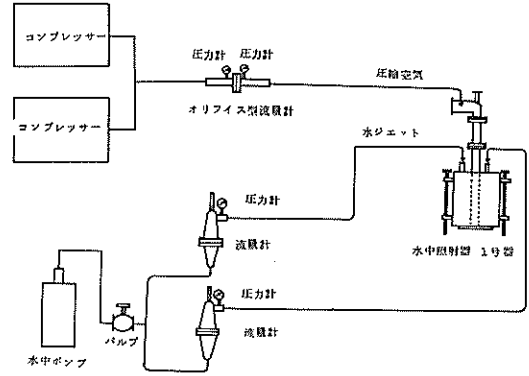 コンプレッサー
圧力計 圧力計
圧縮空気
オリフイス型流量計
コンプレッサー
水ジェット
圧力計
流量計
水中照射器 1号器
圧力計
バルブ
流量計
水中ポンプ